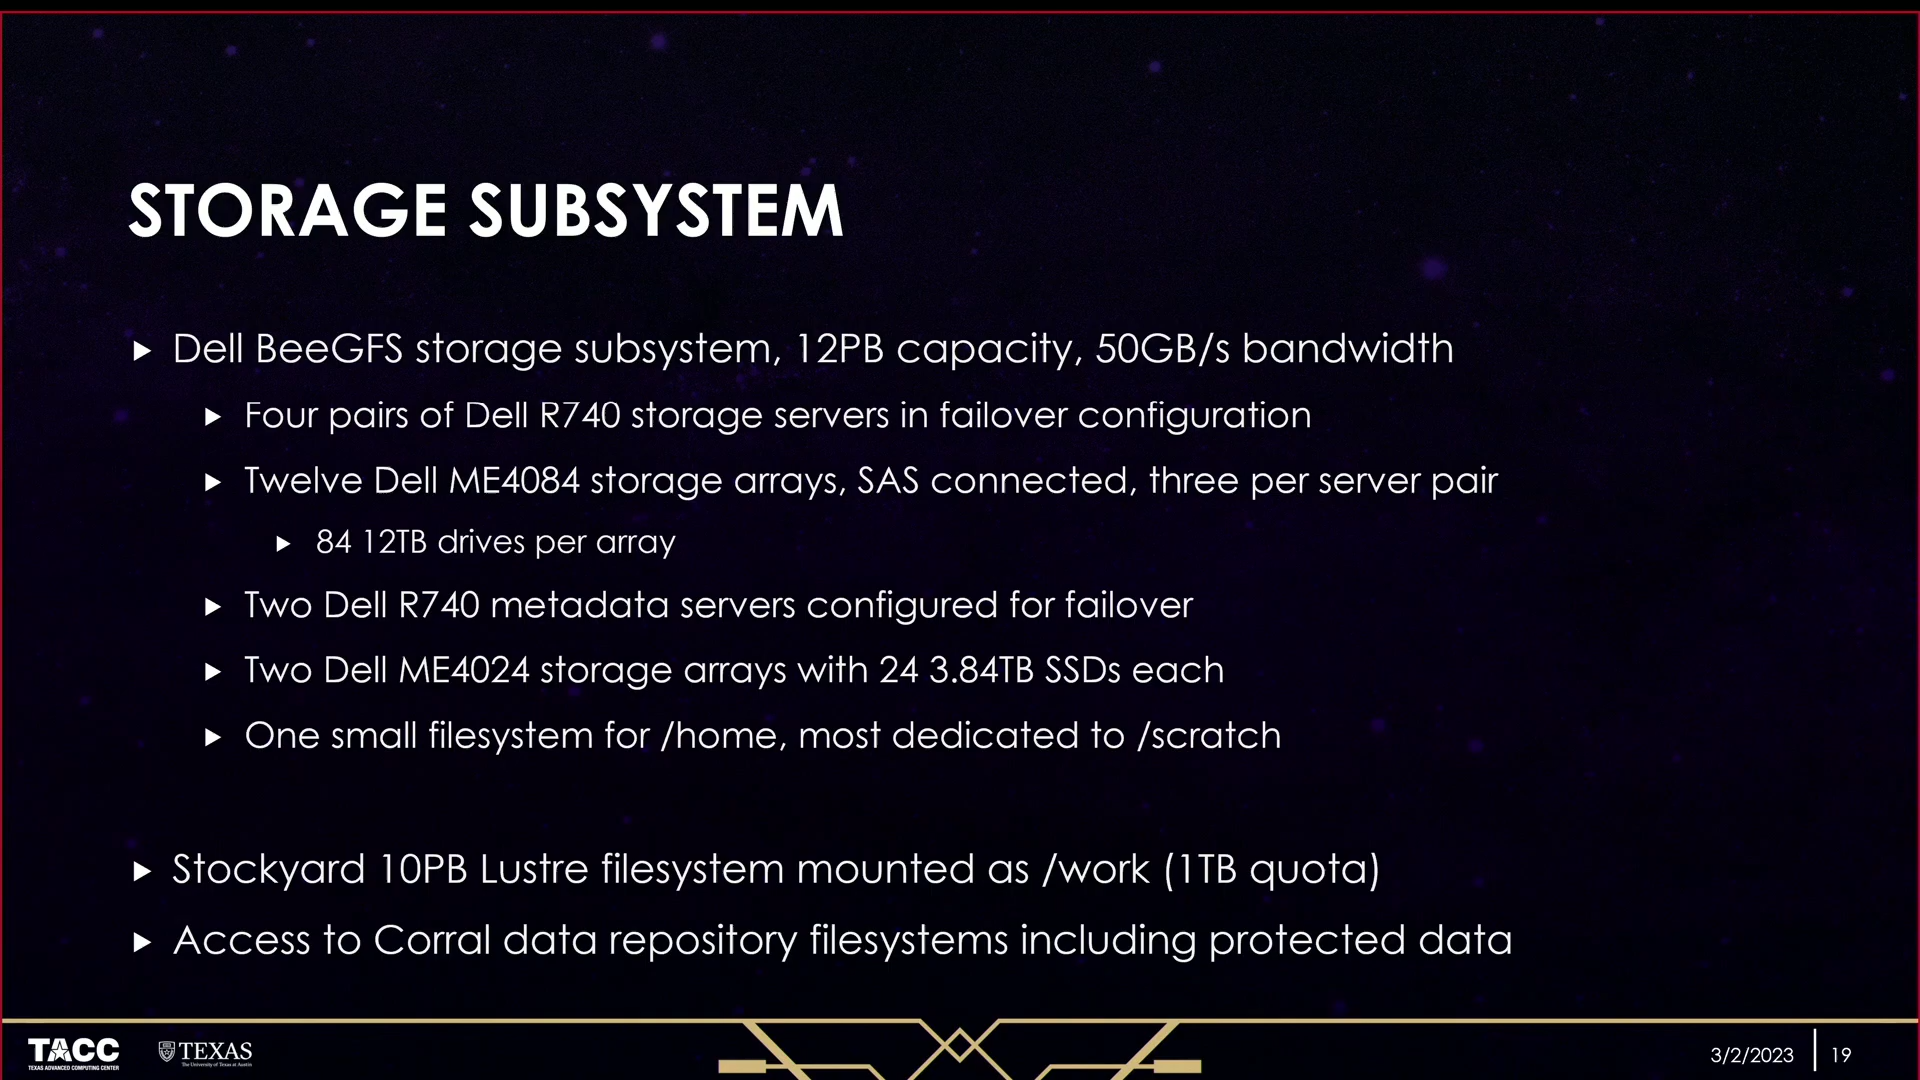 STORAGE SUBSYSTEM
Dell BeeGFS storage subsystem, 12PB capacity, 50GB/s bandwidth
Four pairs of Dell R740 storage servers in failover configuration
Twelve Dell ME4084 storage arrays, SAS connected, three per server pair
84 12TB drives per array
Two Dell R740 metadata servers configured for failover
Two Dell ME4024 storage arrays with 24 3.84TB SSDs each
One small filesystem for /home, most dedicated to /scratch
Stockyard 10PB Lustre filesystem mounted as /work (1TB quota)
Access to Corral data repository filesystems including protected data
TACC
TEXAS ADVANCED COMPUTING CENTER
TEXAS
The University of Texas at Austin
3/2/2023
19